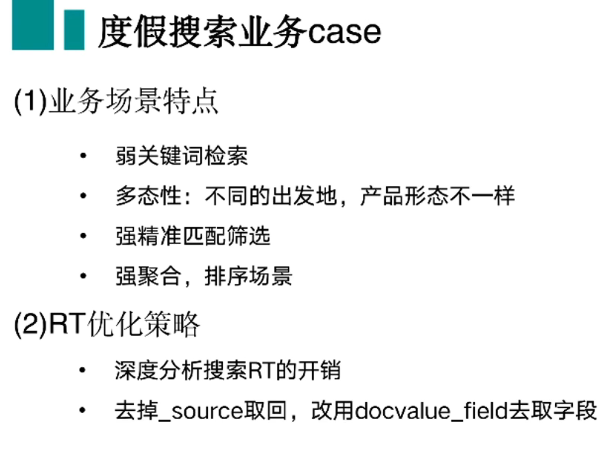 度假搜索业务case
(1)业务场景特点
• 弱关键词检索
• 多态性：不同的出发地，产品形态不一样
• 强精准匹配筛选
• 强聚合，排序场景
(2)RT优化策略
• 深度分析搜索RT的开销
• 去掉_source取回，改用docvalue_field去取字段